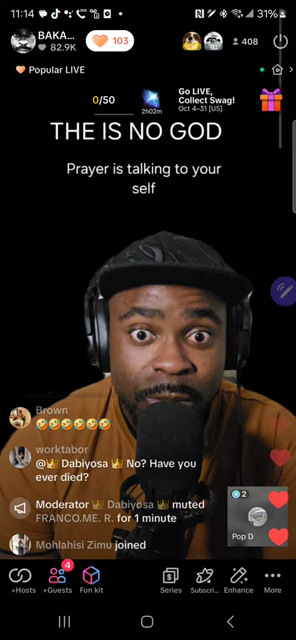 11:14
31%
BAKA...
82.9K
103
408
Popular LIVE
0/50
2h02m
Go LIVE,
Collect Swag!
Oct 4–31 [US]
THE IS NO GOD
Prayer is talking to your
self
Brown
worktabor
@👑 Dabiyosa 👑 No? Have you
ever died?
Moderator 👑 Dabiyosa 👑 muted
FRANCO.ME. R. for 1 minute
2
Pop D
Mohlahisi Zimu joined
4
+Hosts
+Guests
Fun kit
Series
Subscri...
Enhance
More